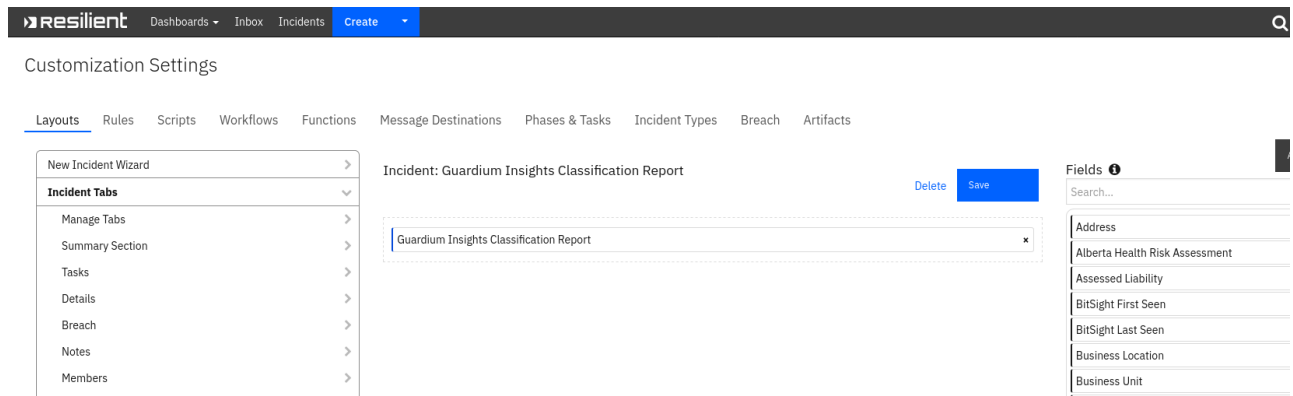 Resilient Dashboards Inbox Incidents Create
Customization Settings
Layouts Rules Scripts Workflows Functions Message Destinations Phases & Tasks Incident Types Breach Artifacts
New Incident Wizard
Incident Tabs
Manage Tabs
Summary Section
Tasks
Details
Breach
Notes
Members
Incident: Guardium Insights Classification Report
Delete Save
Guardium Insights Classification Report ×
Fields
Search...
Address
Alberta Health Risk Assessment
Assessed Liability
BitSight First Seen
BitSight Last Seen
Business Location
Business Unit